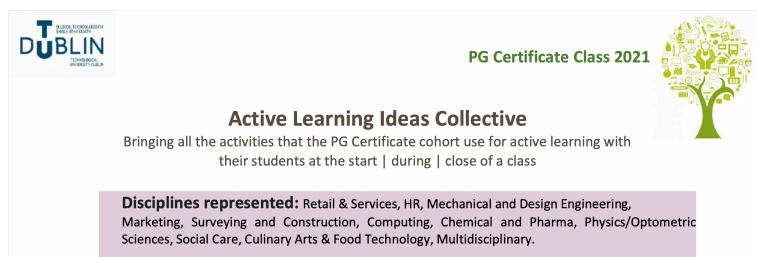 OLLSCOIL TEICNEOLAÍOCHTA
BHAILE ÁTHA CLIATH
TU
DUBLIN
TECHNOLOGICAL
UNIVERSITY DUBLIN
PG Certificate Class 2021
Active Learning Ideas Collective
Bringing all the activities that the PG Certificate cohort use for active learning with
their students at the start | during | close of a class
Disciplines represented: Retail & Services, HR, Mechanical and Design Engineering,
Marketing, Surveying and Construction, Computing, Chemical and Pharma, Physics/Optometric
Sciences, Social Care, Culinary Arts & Food Technology, Multidisciplinary.